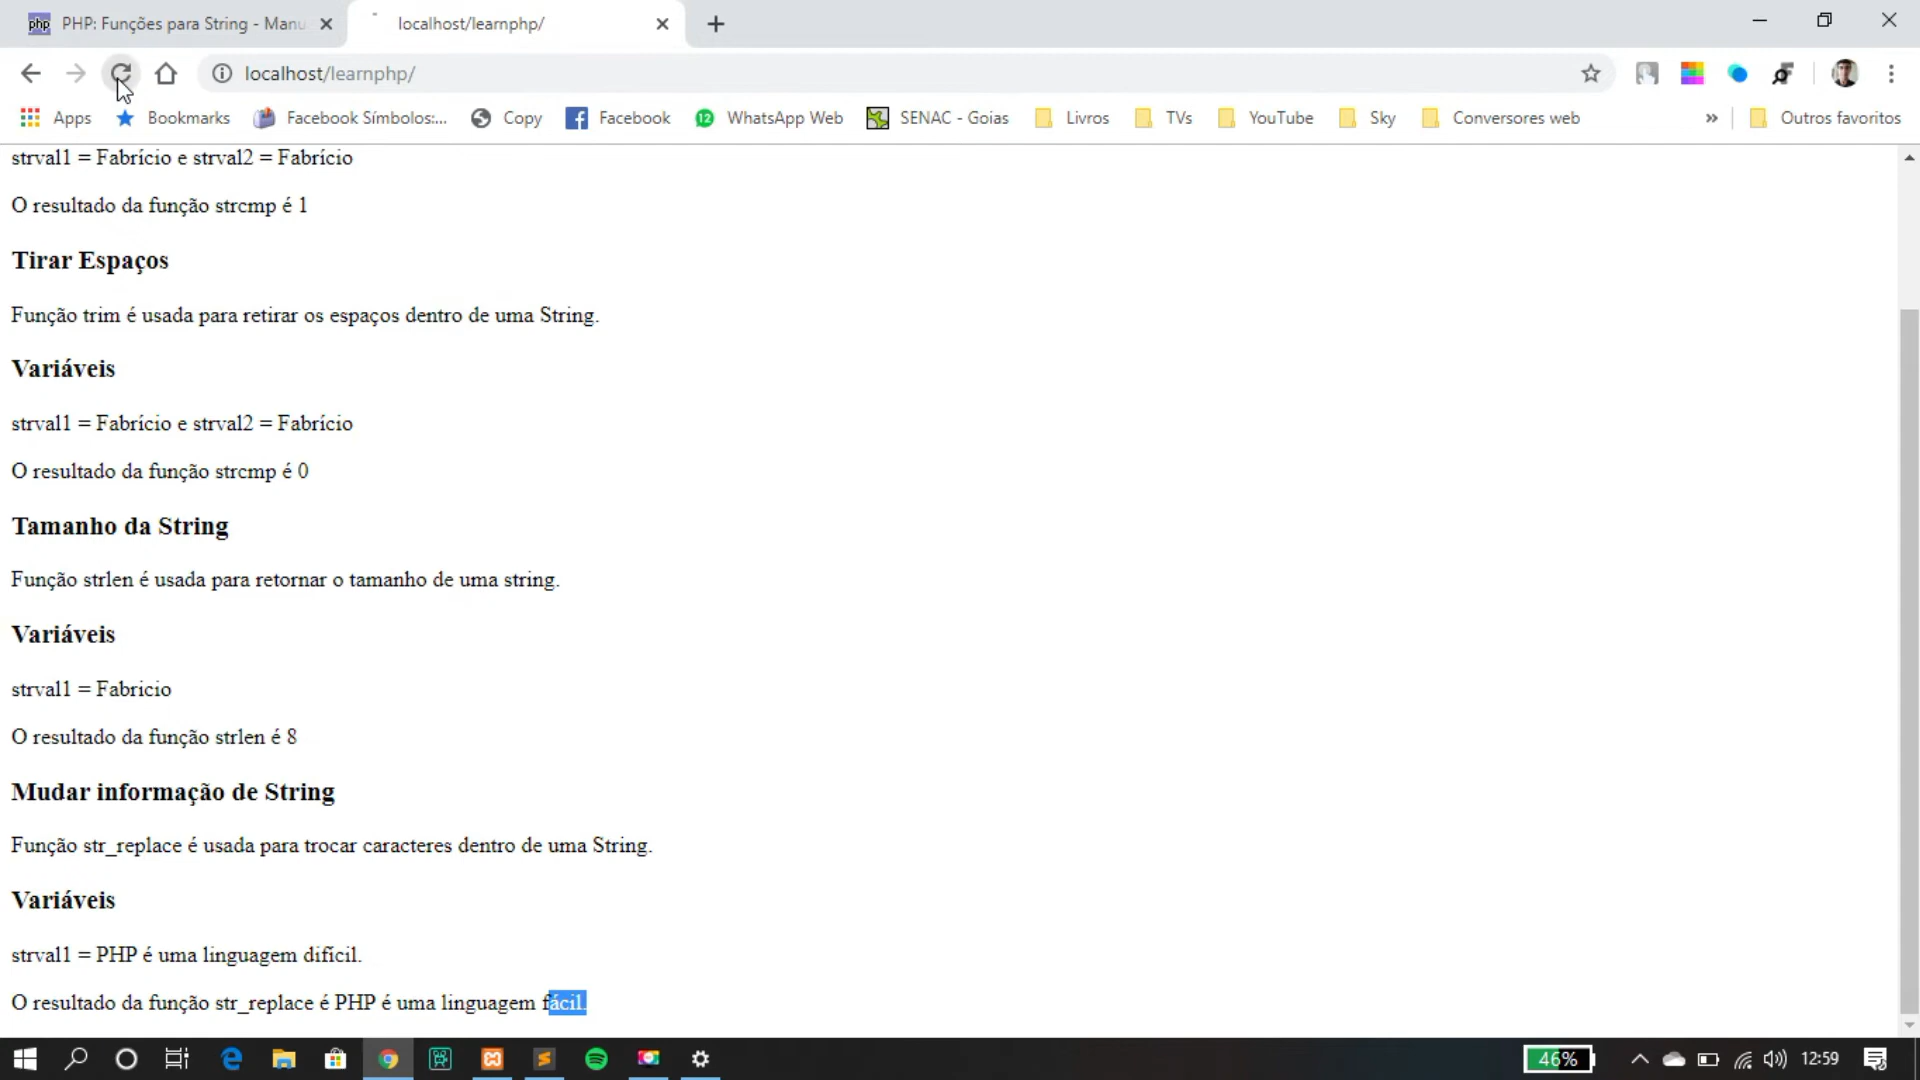 PHP: Funções para String - Manu
localhost/learnphp/
localhost/learnphp/
Apps
Bookmarks
Facebook Símbolos:...
Copy
Facebook
12
WhatsApp Web
SENAC - Goias
Livros
TVs
YouTube
Sky
Conversores web
»
Outros favoritos
strval1 = Fabrício e strval2 = Fabrício
O resultado da função strcmp é 1
Tirar Espaços
Função trim é usada para retirar os espaços dentro de uma String.
Variáveis
strval1 = Fabrício e strval2 = Fabrício
O resultado da função strcmp é 0
Tamanho da String
Função strlen é usada para retornar o tamanho de uma string.
Variáveis
strval1 = Fabricio
O resultado da função strlen é 8
Mudar informação de String
Função str_replace é usada para trocar caracteres dentro de uma String.
Variáveis
strval1 = PHP é uma linguagem difícil.
O resultado da função str_replace é PHP é uma linguagem fácil.
46%
12:59